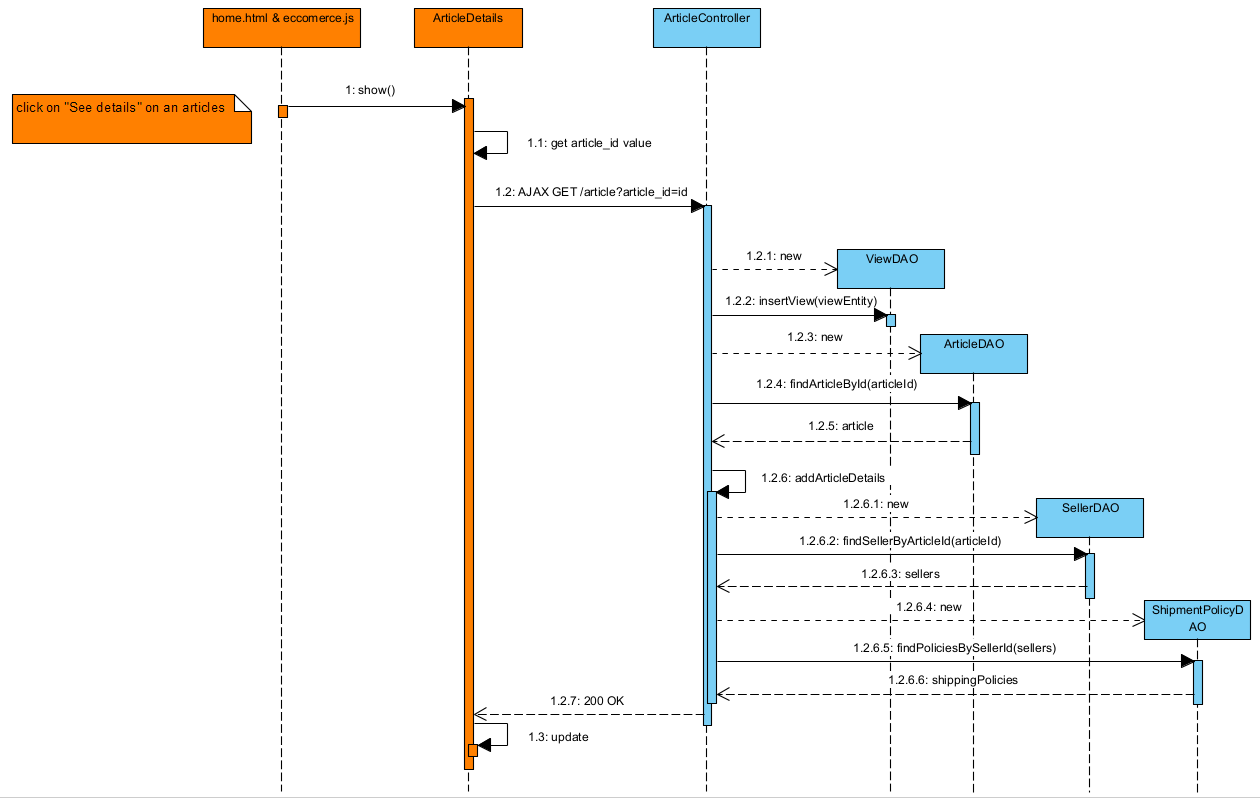 home.html & eccomerce.js
ArticleDetails
ArticleController
click on "See details" on an articles
1: show()
1.1: get article_id value
1.2: AJAX GET /article?article_id=id
1.2.1: new
ViewDAO
1.2.2: insertView(viewEntity)
1.2.3: new
ArticleDAO
1.2.4: findArticleById(articleId)
1.2.5: article
1.2.6: addArticleDetails
1.2.6.1: new
SellerDAO
1.2.6.2: findSellerByArticleId(articleId)
1.2.6.3: sellers
1.2.6.4: new
ShipmentPolicyD
AO
1.2.6.5: findPoliciesBySellerId(sellers)
1.2.6.6: shippingPolicies
1.2.7: 200 OK
1.3: update